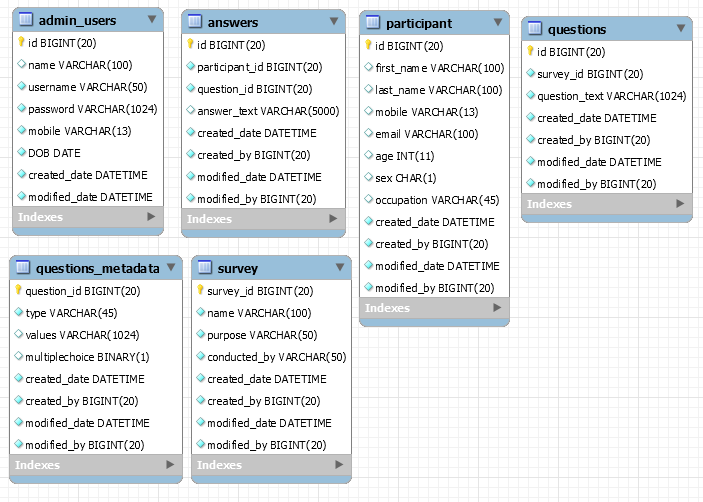 admin_users
id BIGINT(20)
name VARCHAR(100)
username VARCHAR(50)
password VARCHAR(1024)
mobile VARCHAR(13)
DOB DATE
created_date DATETIME
modified_date DATETIME
Indexes
answers
id BIGINT(20)
participant_id BIGINT(20)
question_id BIGINT(20)
answer_text VARCHAR(5000)
created_date DATETIME
created_by BIGINT(20)
modified_date DATETIME
modified_by BIGINT(20)
Indexes
participant
id BIGINT(20)
first_name VARCHAR(100)
last_name VARCHAR(100)
mobile VARCHAR(13)
email VARCHAR(100)
age INT(11)
sex CHAR(1)
occupation VARCHAR(45)
created_date DATETIME
created_by BIGINT(20)
modified_date DATETIME
modified_by BIGINT(20)
Indexes
questions
id BIGINT(20)
survey_id BIGINT(20)
question_text VARCHAR(1024)
created_date DATETIME
created_by BIGINT(20)
modified_date DATETIME
modified_by BIGINT(20)
Indexes
questions_metadata
question_id BIGINT(20)
type VARCHAR(45)
values VARCHAR(1024)
multiplechoice BINARY(1)
created_date DATETIME
created_by BIGINT(20)
modified_date DATETIME
modified_by BIGINT(20)
Indexes
survey
survey_id BIGINT(20)
name VARCHAR(100)
purpose VARCHAR(50)
conducted_by VARCHAR(50)
created_date DATETIME
created_by BIGINT(20)
modified_date DATETIME
modified_by BIGINT(20)
Indexes